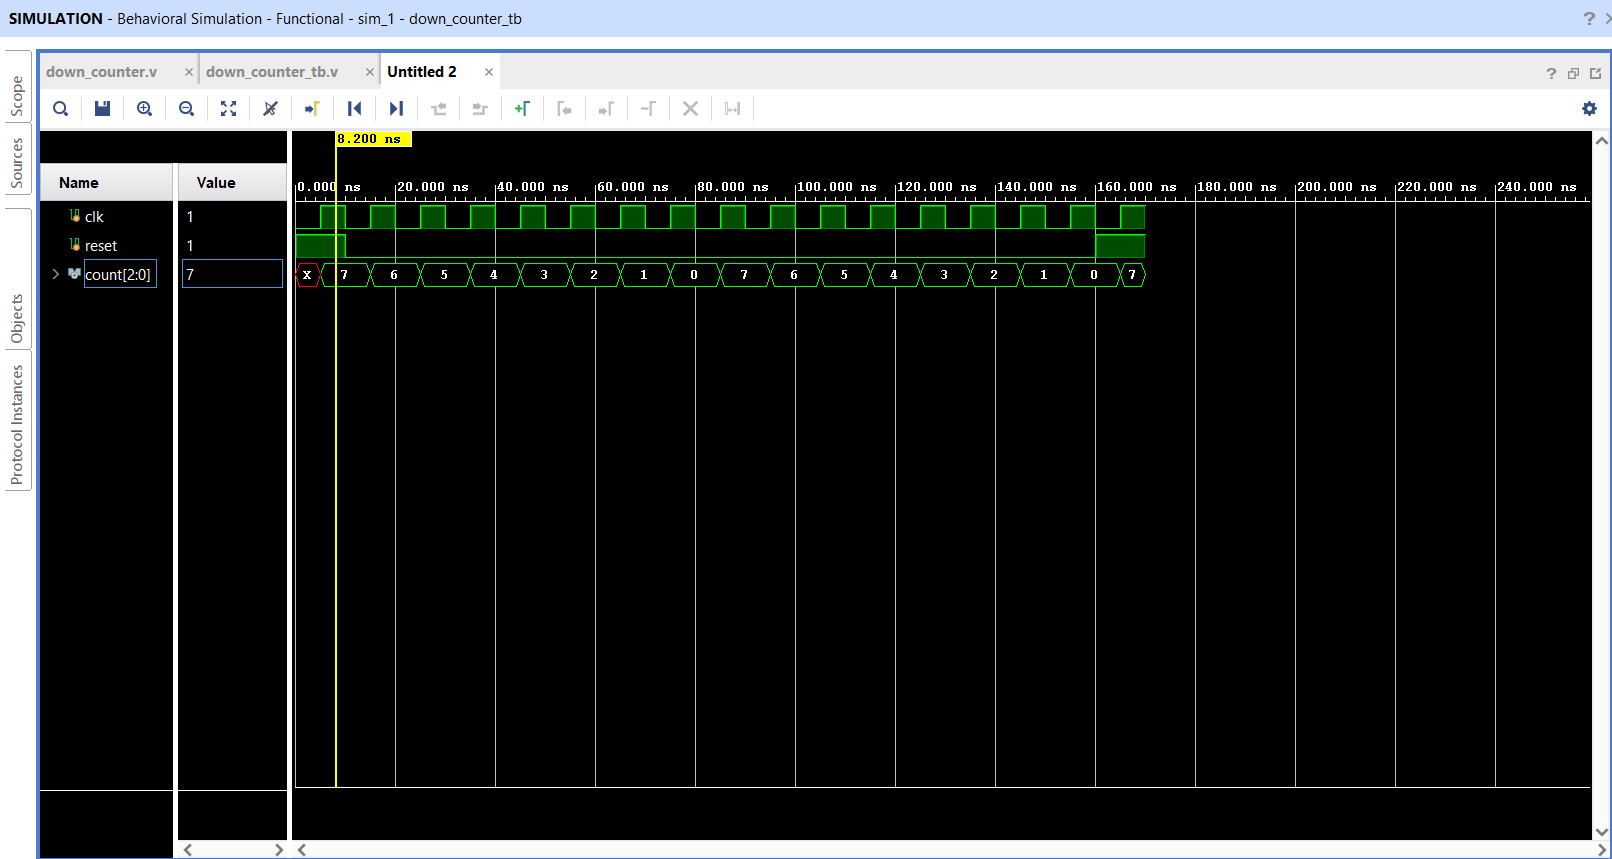 SIMULATION - Behavioral Simulation - Functional - sim_1 - down_counter_tb
?
Scope
Sources
Objects
Protocol Instances
down_counter.v ×
down_counter_tb.v ×
Untitled 2 ×
?
8.200 ns
Name Value
0.000 ns 20.000 ns 40.000 ns 60.000 ns 80.000 ns 100.000 ns 120.000 ns 140.000 ns 160.000 ns 180.000 ns 200.000 ns 220.000 ns 240.000 ns
clk 1
reset 1
count[2:0] 7 X 7 6 5 4 3 2 1 0 7 6 5 4 3 2 1 0 7